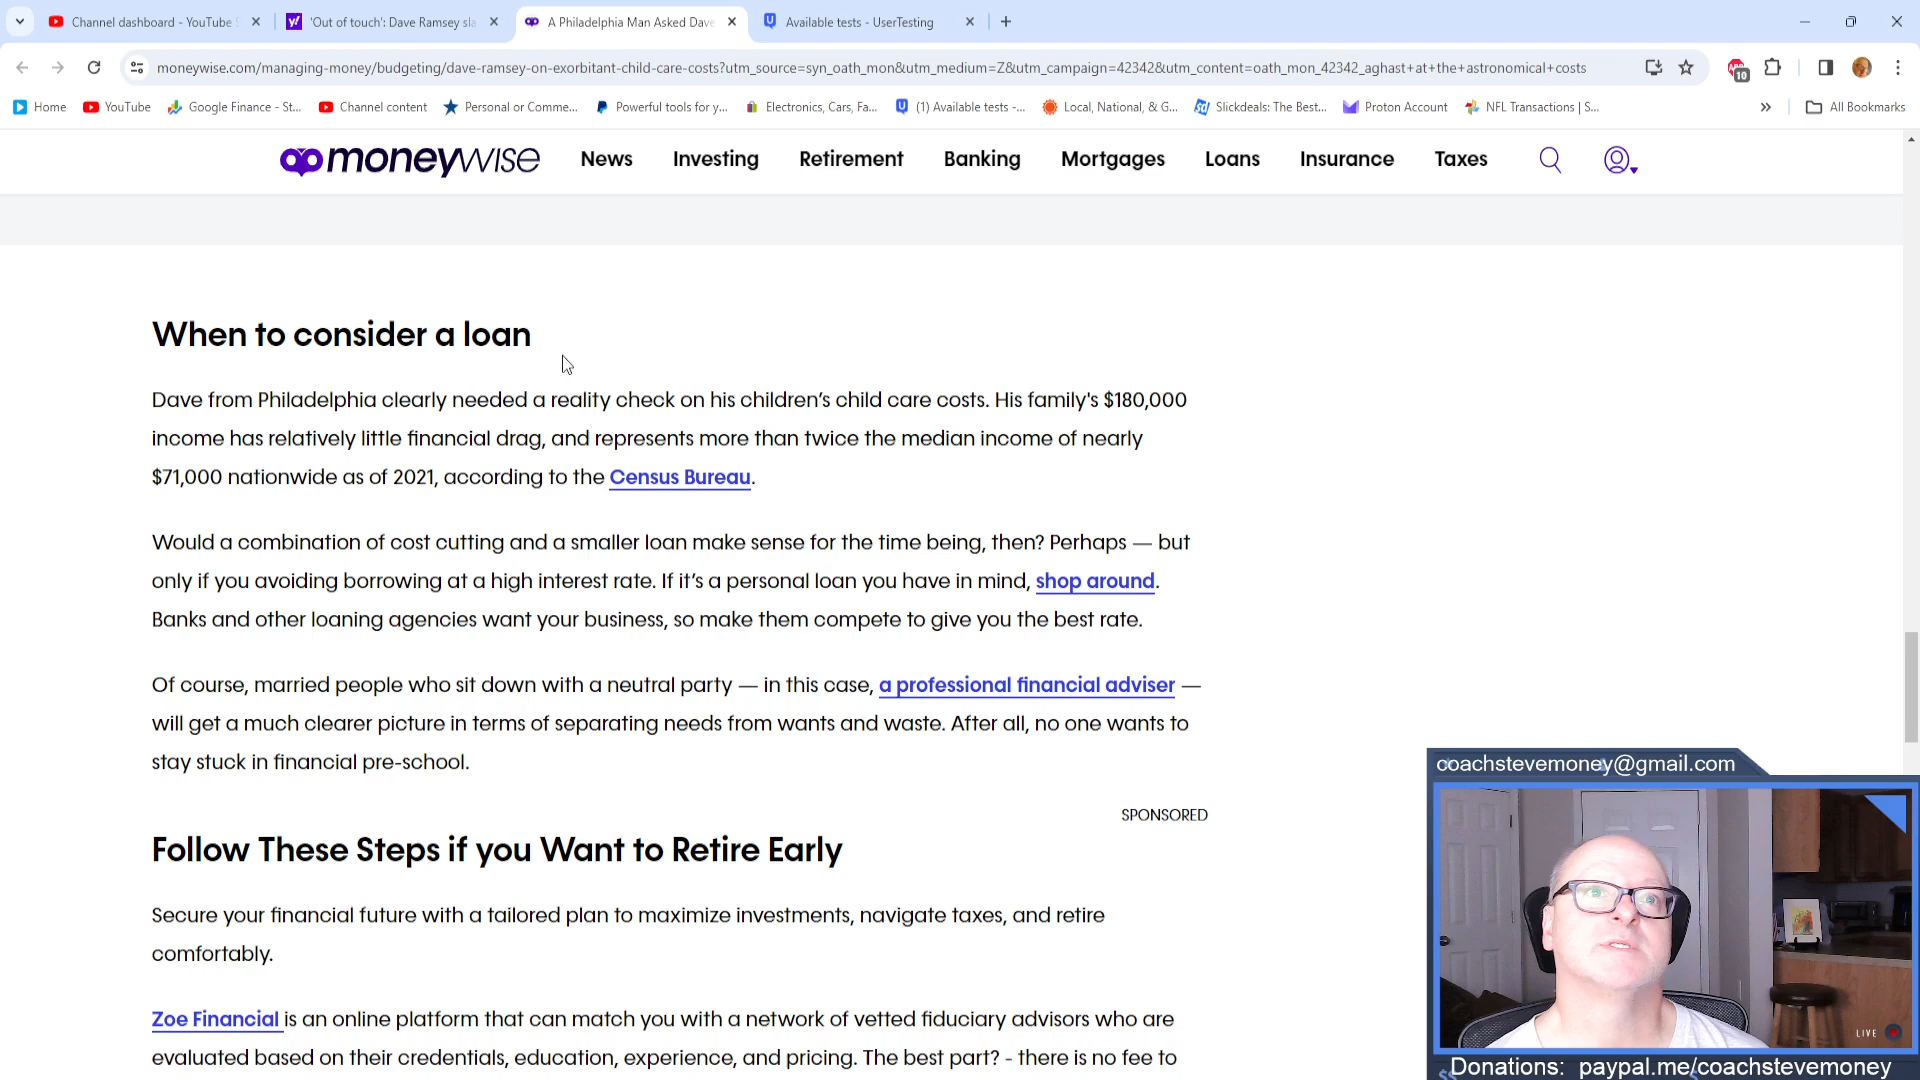 Channel dashboard - YouTube S
'Out of touch': Dave Ramsey sla
A Philadelphia Man Asked Dave
Available tests - UserTesting
moneywise.com/managing-money/budgeting/dave-ramsey-on-exorbitant-child-care-costs?utm_source=syn_oath_mon&utm_medium=Z&utm_campaign=42342&utm_content=oath_mon_42342_aghast+at+the+astronomical+costs
10
Home
YouTube
Google Finance - St...
Channel content
Personal or Comme...
Powerful tools for y...
Electronics, Cars, Fa...
(1) Available tests -...
Local, National, & G...
Slickdeals: The Best...
Proton Account
NFL Transactions | S...
All Bookmarks
moneywise
News
Investing
Retirement
Banking
Mortgages
Loans
Insurance
Taxes
When to consider a loan
Dave from Philadelphia clearly needed a reality check on his children's child care costs. His family's $180,000
income has relatively little financial drag, and represents more than twice the median income of nearly
$71,000 nationwide as of 2021, according to the Census Bureau.
Would a combination of cost cutting and a smaller loan make sense for the time being, then? Perhaps — but
only if you avoiding borrowing at a high interest rate. If it's a personal loan you have in mind, shop around.
Banks and other loaning agencies want your business, so make them compete to give you the best rate.
Of course, married people who sit down with a neutral party — in this case, a professional financial adviser —
will get a much clearer picture in terms of separating needs from wants and waste. After all, no one wants to
stay stuck in financial pre-school.
SPONSORED
Follow These Steps if you Want to Retire Early
Secure your financial future with a tailored plan to maximize investments, navigate taxes, and retire
comfortably.
Zoe Financial is an online platform that can match you with a network of vetted fiduciary advisors who are
evaluated based on their credentials, education, experience, and pricing. The best part? - there is no fee to
coachstevemoney@gmail.com
LIVE
Donations: paypal.me/coachstevemoney